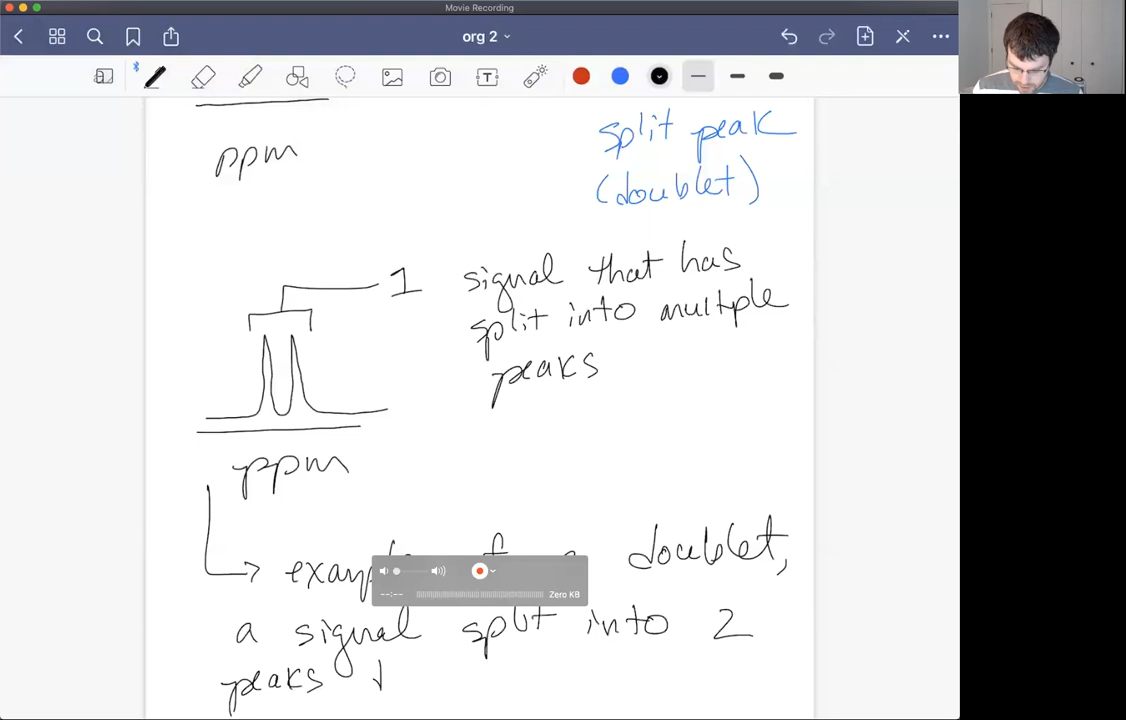 Movie Recording
org 2
split peak
(doublet)
ppm
1 signal that has
split into multiple
peaks
ppm
doublet,
--:--
Zero KB
a signal split into 2
peaks